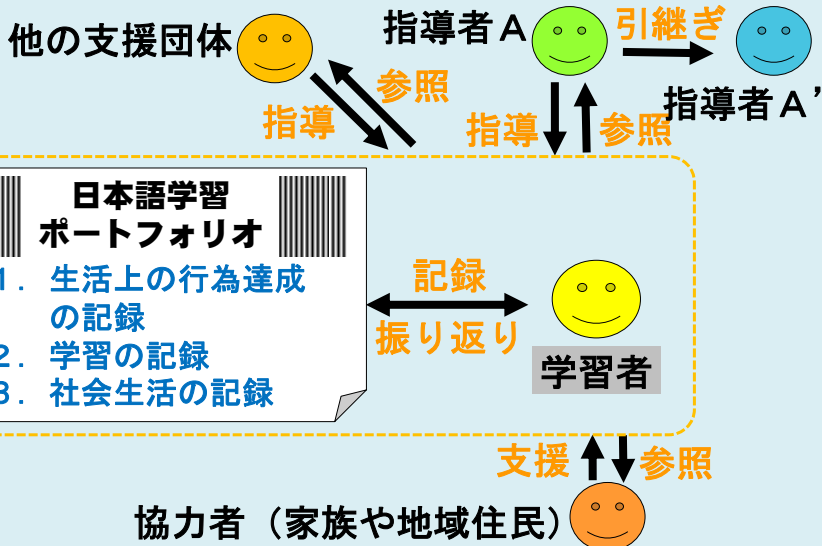 他の支援団体
指導者A
引継ぎ
指導者A’
参照
指導
指導
参照
日本語学習
ポートフォリオ
1. 生活上の行為達成
の記録
2. 学習の記録
3. 社会生活の記録
記録
振り返り
学習者
支援
参照
協力者（家族や地域住民）